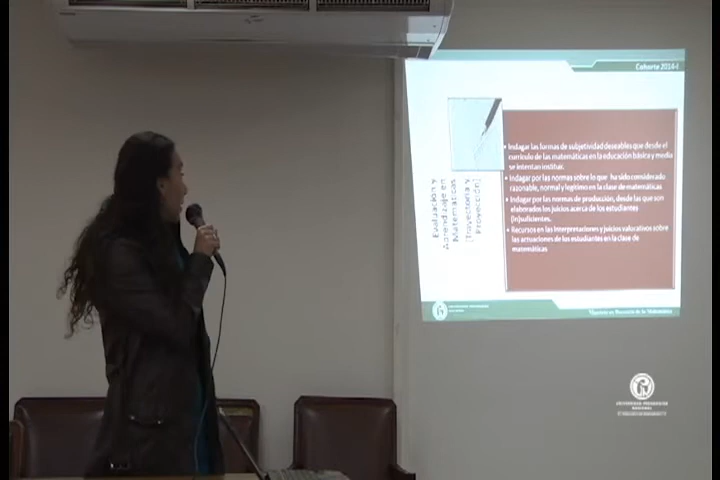 Cohorte 2014-I
Evaluación y
Aprendizaje en
Matemáticas
[Trayectoria y
Proyección]
• Indagar las formas de subjetividad deseables que desde el
currículo de las matemáticas en la educación básica y media
se intentan instituir.
• Indagar por las normas sobre lo que ha sido considerado
razonable, normal y legítimo en la clase de matemáticas
• Indagar por las normas de producción, desde las que son
elaborados los juicios acerca de los estudiantes
(in)suficientes.
• Recursos en las interpretaciones y juicios valorativos sobre
las actuaciones de los estudiantes en la clase de
matemáticas
Maestría en Docencia de la Matemática
UNIVERSIDAD PEDAGOGICA
NACIONAL